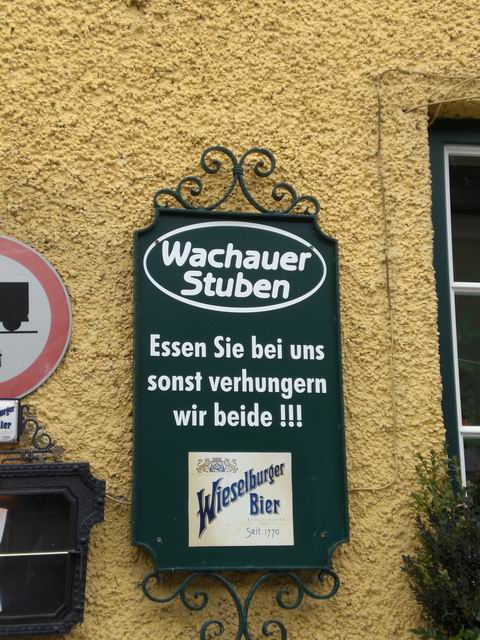 Wachauer
Stuben
Essen Sie bei uns
sonst verhungern
wir beide !!!
Wieselburger
Bier
Seit 1770